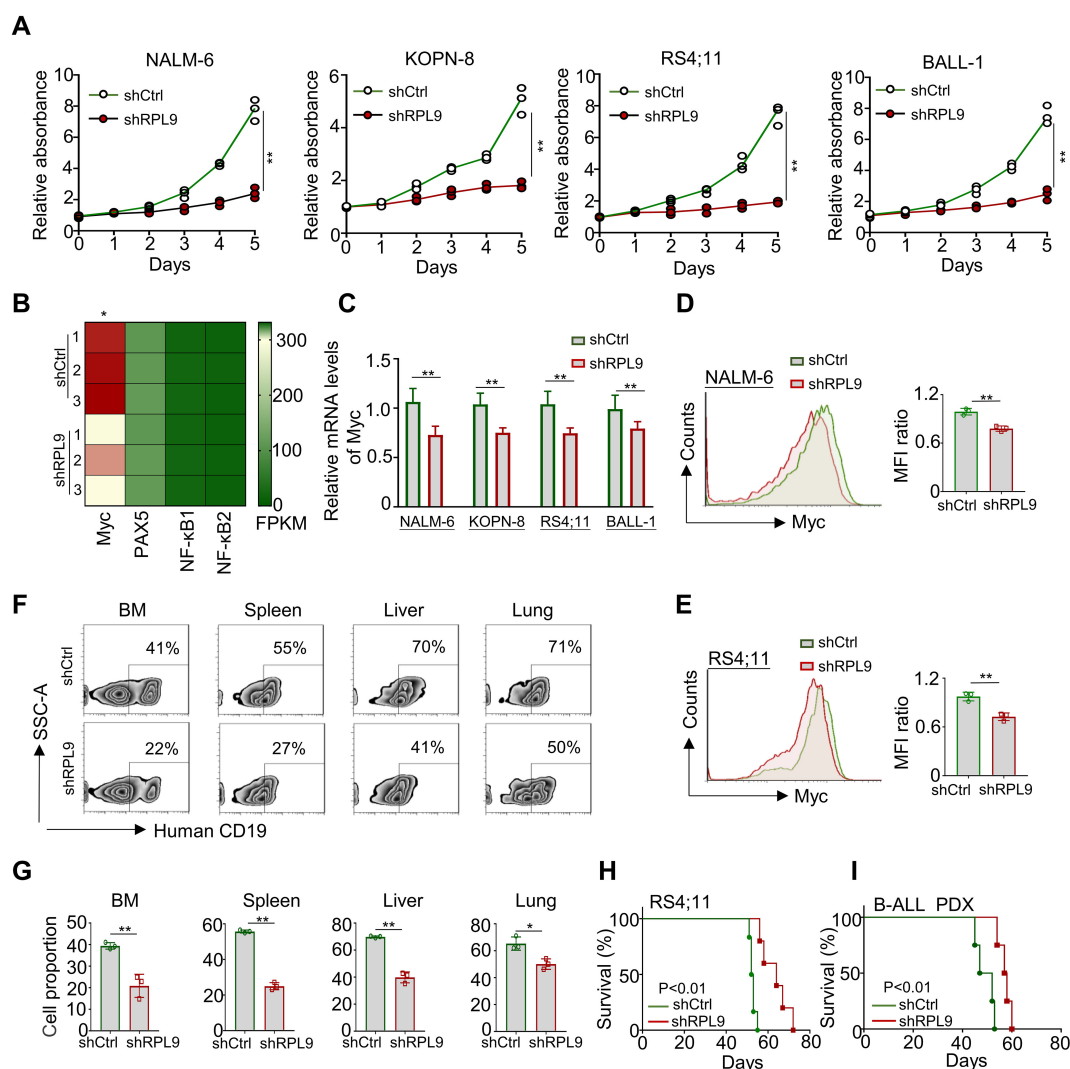 A
NALM-6
KOPN-8
RS4;11
BALL-1
Relative absorbance
10
8
6
4
2
0
shCtrl
shRPL9
**
0 1 2 3 4 5
Days
Relative absorbance
6
4
2
0
shCtrl
shRPL9
**
0 1 2 3 4 5
Days
Relative absorbance
10
8
6
4
2
0
shCtrl
shRPL9
**
0 1 2 3 4 5
Days
Relative absorbance
10
8
6
4
2
0
shCtrl
shRPL9
**
0 1 2 3 4 5
Days
B
*
shCtrl
1
2
3
shRPL9
1
2
3
Myc
PAX5
NF-κB1
NF-κB2
300
200
100
0
FPKM
C
shCtrl
shRPL9
Relative mRNA levels
of Myc
1.5
1.0
0.5
0
** ** ** **
NALM-6 KOPN-8 RS4;11 BALL-1
D
NALM-6
shCtrl
shRPL9
Counts
Myc
MFI ratio
1.2
0.6
0
**
shCtrl shRPL9
F
BM Spleen Liver Lung
shCtrl
41% 55% 70% 71%
shRPL9
22% 27% 41% 50%
SSC-A
Human CD19
E
RS4;11
shCtrl
shRPL9
Counts
Myc
MFI ratio
1.2
0.6
0
**
shCtrl shRPL9
G
BM
Cell proportion
50
40
30
20
10
0
**
shCtrl shRPL9
Spleen
60
40
20
0
**
shCtrl shRPL9
Liver
80
60
40
20
0
**
shCtrl shRPL9
Lung
100
80
60
40
20
0
*
shCtrl shRPL9
H
RS4;11
Survival (%)
100
50
0
P<0.01
shCtrl
shRPL9
0 20 40 60 80
Days
I
B-ALL PDX
Survival (%)
100
50
0
P<0.01
shCtrl
shRPL9
0 20 40 60 80
Days